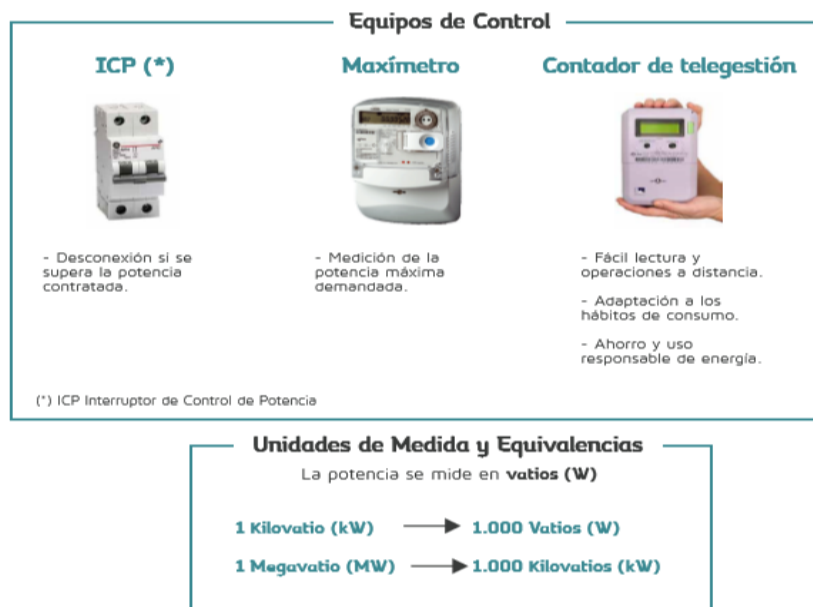 Equipos de Control
ICP (*)
Maxímetro
Contador de telegestión
- Desconexión si se
supera la potencia
contratada.
- Medición de la
potencia máxima
demandada.
- Fácil lectura y
operaciones a distancia.
- Adaptación a los
hábitos de consumo.
- Ahorro y uso
responsable de energía.
(*) ICP Interruptor de Control de Potencia
Unidades de Medida y Equivalencias
La potencia se mide en vatios (W)
1 Kilovatio (kW) → 1.000 Vatios (W)
1 Megavatio (MW) → 1.000 Kilovatios (kW)